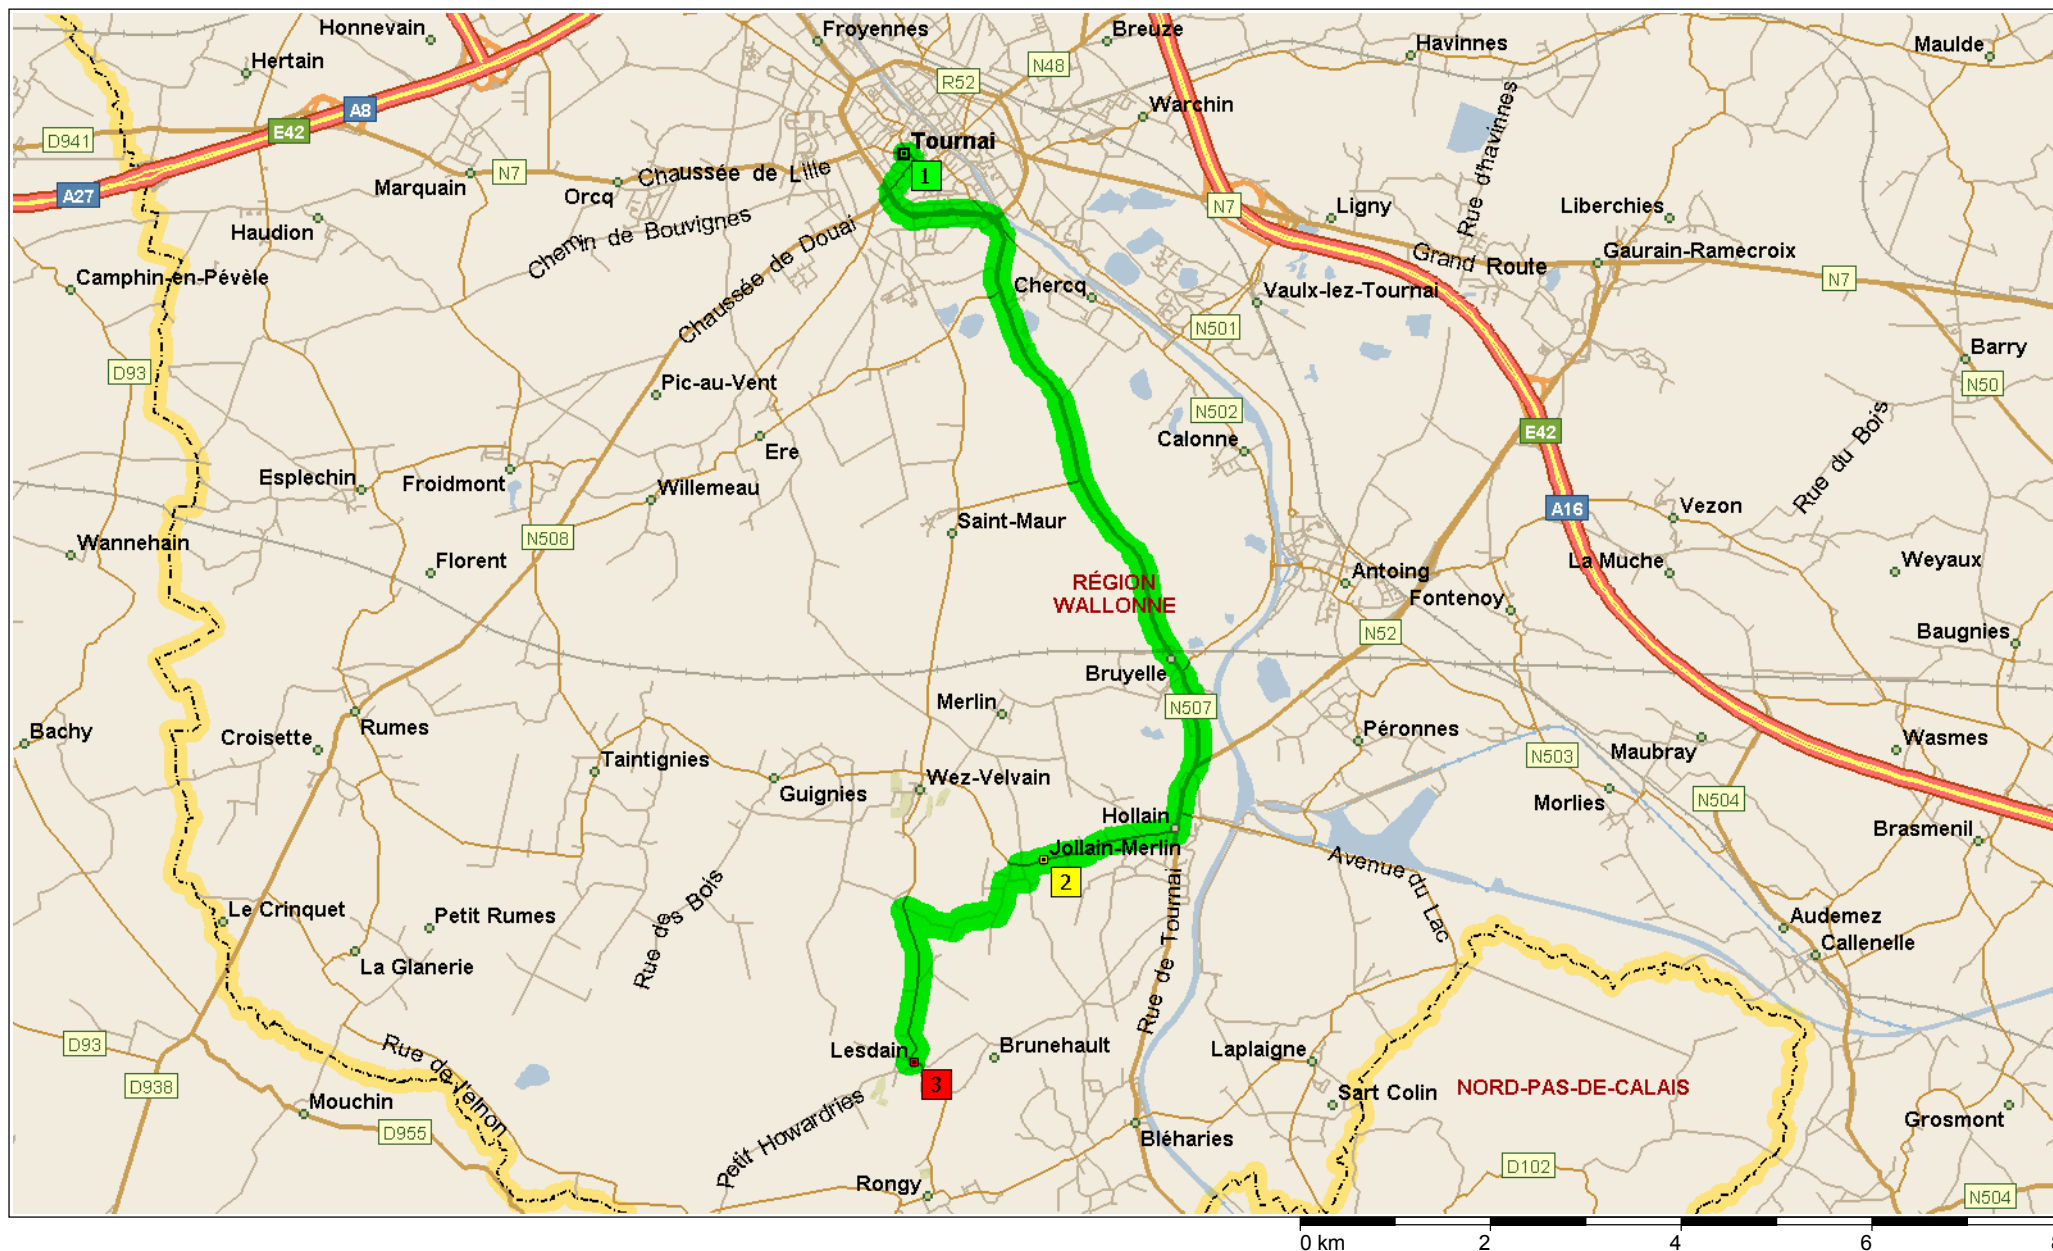 Honnevain
Froyennes
Breuze
Havinnes
Maulde
Hertain
N48
R52
A8
Warchin
E42
D941
Tournai
Rue d'havinnes
Chaussée de Lille
N7
1
Marquain
A27
Orcq
N7
Ligny
Liberchies
Haudion
Chemin de Bouvignes
Chaussée de Douai
Grand Route
Gaurain-Ramecroix
Camphin-en-Pévèle
Chercq
Vaulx-lez-Tournai
N7
N501
Barry
D93
Pic-au-Vent
N50
N502
Calonne
E42
Rue du Bois
Ere
Esplechin
Froidmont
Willemeau
Saint-Maur
A16
Vezon
N508
Wannehain
Florent
La Muche
Weyaux
Antoing
RÉGION
WALLONNE
Fontenoy
N52
Baugnies
Bruyelle
Merlin
N507
Bachy
Rumes
Croisette
Péronnes
Wasmes
Maubray
N503
Taintignies
Wez-Velvain
Guignies
Morlies
N504
Hollain
Brasmenil
Jollain-Merlin
Avenue du Lac
2
Le Crinquet
Petit Rumes
Rue des Bois
Rue de Tournai
Audemez
Callenelle
La Glanerie
D93
Rue de l'elnon
Lesdain
Brunehault
Laplaigne
3
D938
Mouchin
Petit Howardries
Sart Colin
NORD-PAS-DE-CALAIS
Grosmont
D955
Bléharies
D102
Rongy
N504
0 km 2 4 6 8